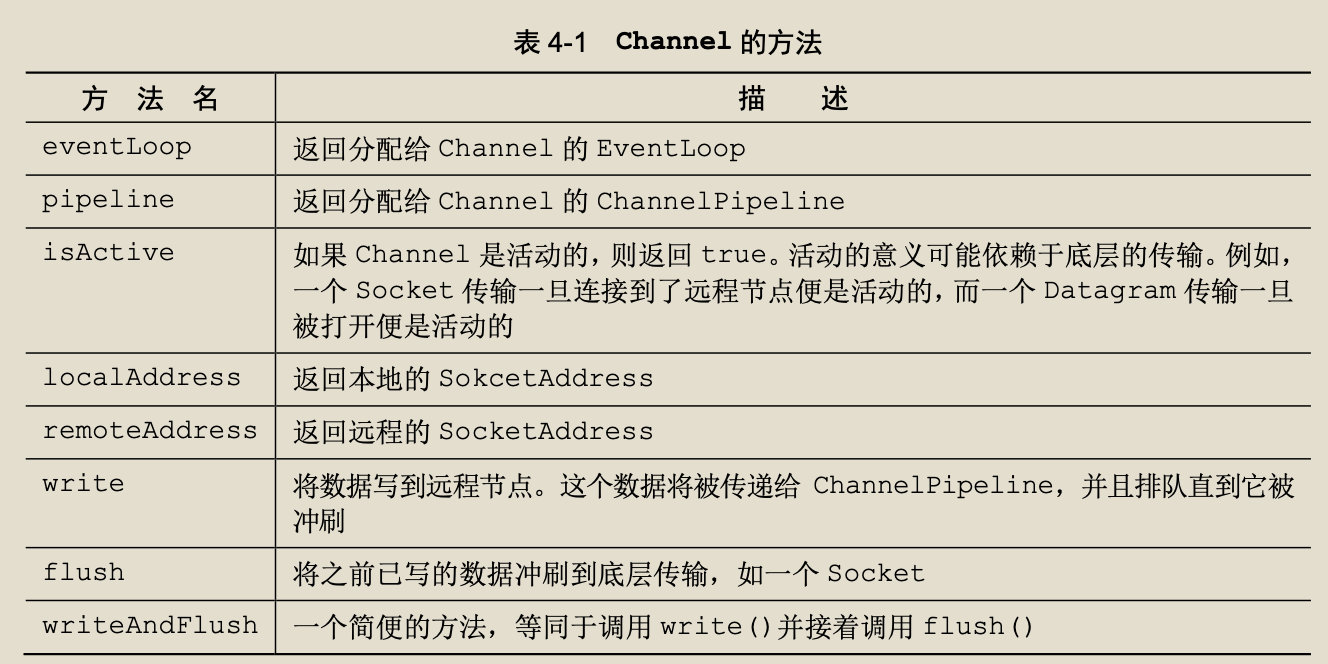 表 4-1 Channel 的方法
方 法 名 描 述
eventLoop 返回分配给 Channel 的 EventLoop
pipeline 返回分配给 Channel 的 ChannelPipeline
isActive 如果 Channel 是活动的，则返回 true。活动的意义可能依赖于底层的传输。例如，
一个 Socket 传输一旦连接到了远程节点便是活动的，而一个 Datagram 传输一旦
被打开便是活动的
localAddress 返回本地的 SokcetAddress
remoteAddress 返回远程的 SocketAddress
write 将数据写到远程节点。这个数据将被传递给 ChannelPipeline，并且排队直到它被
冲刷
flush 将之前已写的数据冲刷到底层传输，如一个 Socket
writeAndFlush 一个简便的方法，等同于调用 write()并接着调用 flush()